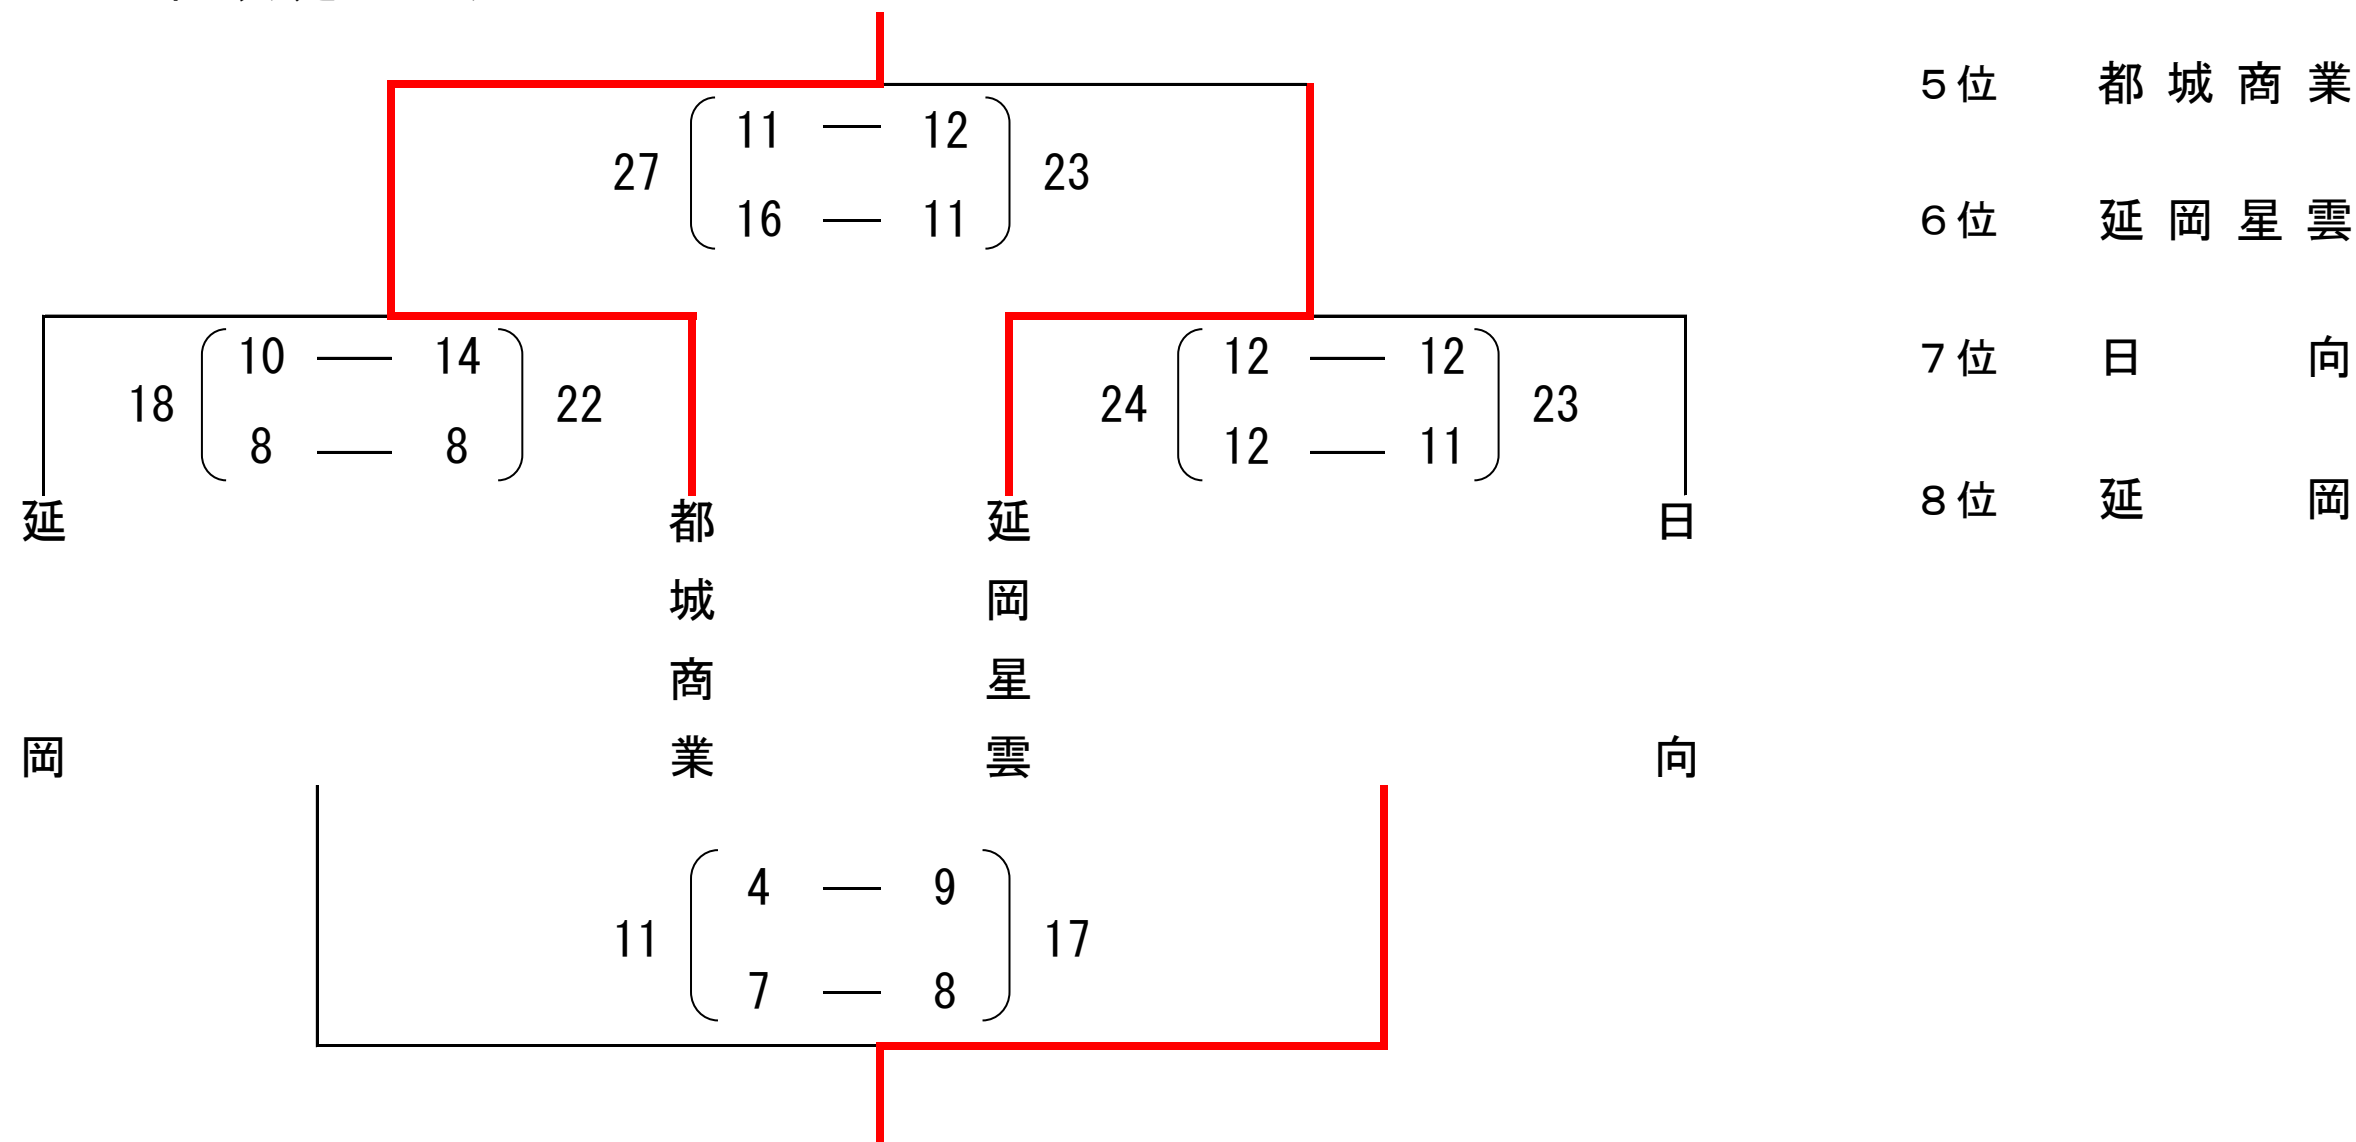 5位 都城商業
11 — 12
27 23
16 — 11
6位 延岡星雲
10 — 14
18 22
8 — 8
12 — 12
24 23
12 — 11
7位 日向
延岡
都城商業
延岡星雲
日向
8位 延岡
4 — 9
11 17
7 — 8